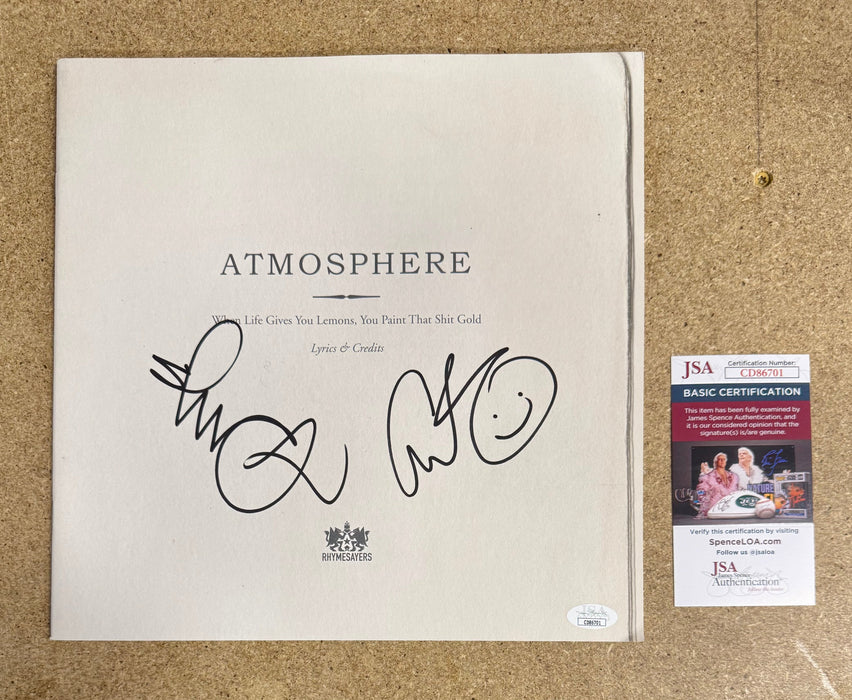 ATMOSPHERE
When Life Gives You Lemons, You Paint That Shit Gold
Lyrics & Credits
RHYMESAYERS
CD86701
JSA
Certification Number:
CD86701
BASIC CERTIFICATION
This item has been fully examined by
James Spence Authentication, and
it is our considered opinion that the
signature(s) is/are genuine.
Verify this certification by visiting
SpenceLOA.com
Follow us @jsaloa
JSA
James Spence
Authentication